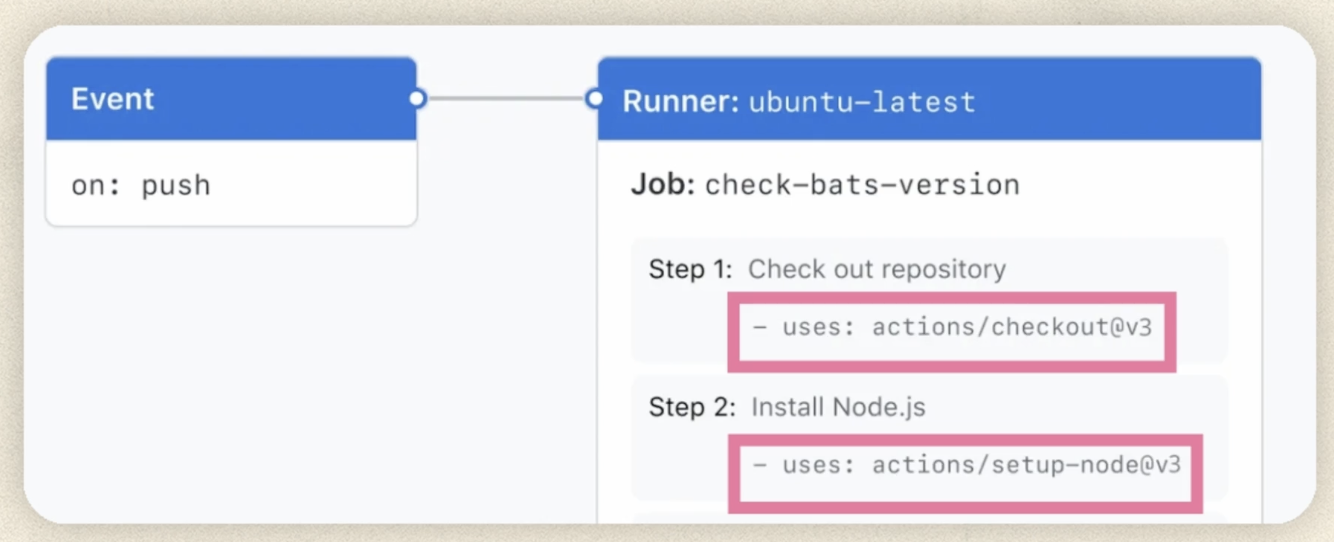 Event
on: push
Runner: ubuntu-latest
Job: check-bats-version
Step 1: Check out repository
- uses: actions/checkout@v3
Step 2: Install Node.js
- uses: actions/setup-node@v3